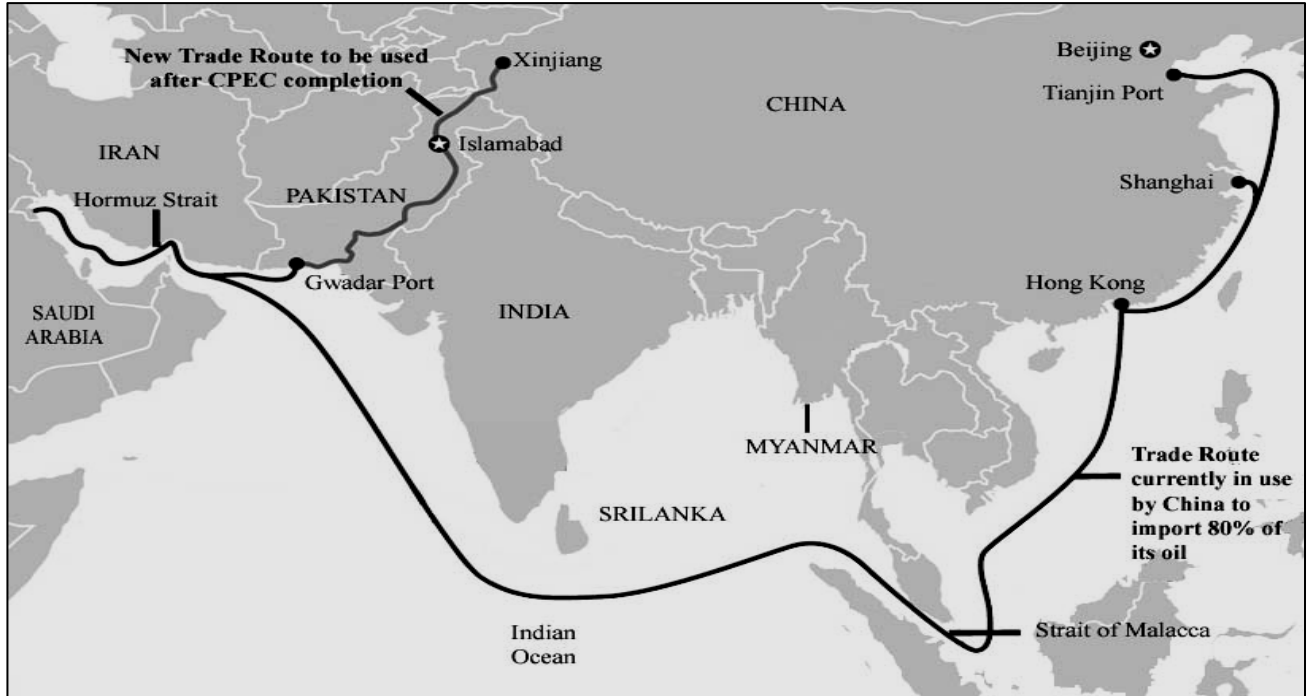 New Trade Route to be used
after CPEC completion
Xinjiang
Beijing
Tianjin Port
CHINA
Islamabad
IRAN
Shanghai
PAKISTAN
Hormuz Strait
Gwadar Port
Hong Kong
SAUDI
ARABIA
INDIA
MYANMAR
Trade Route
currently in use
by China to
import 80% of
its oil
SRILANKA
Indian
Ocean
Strait of Malacca